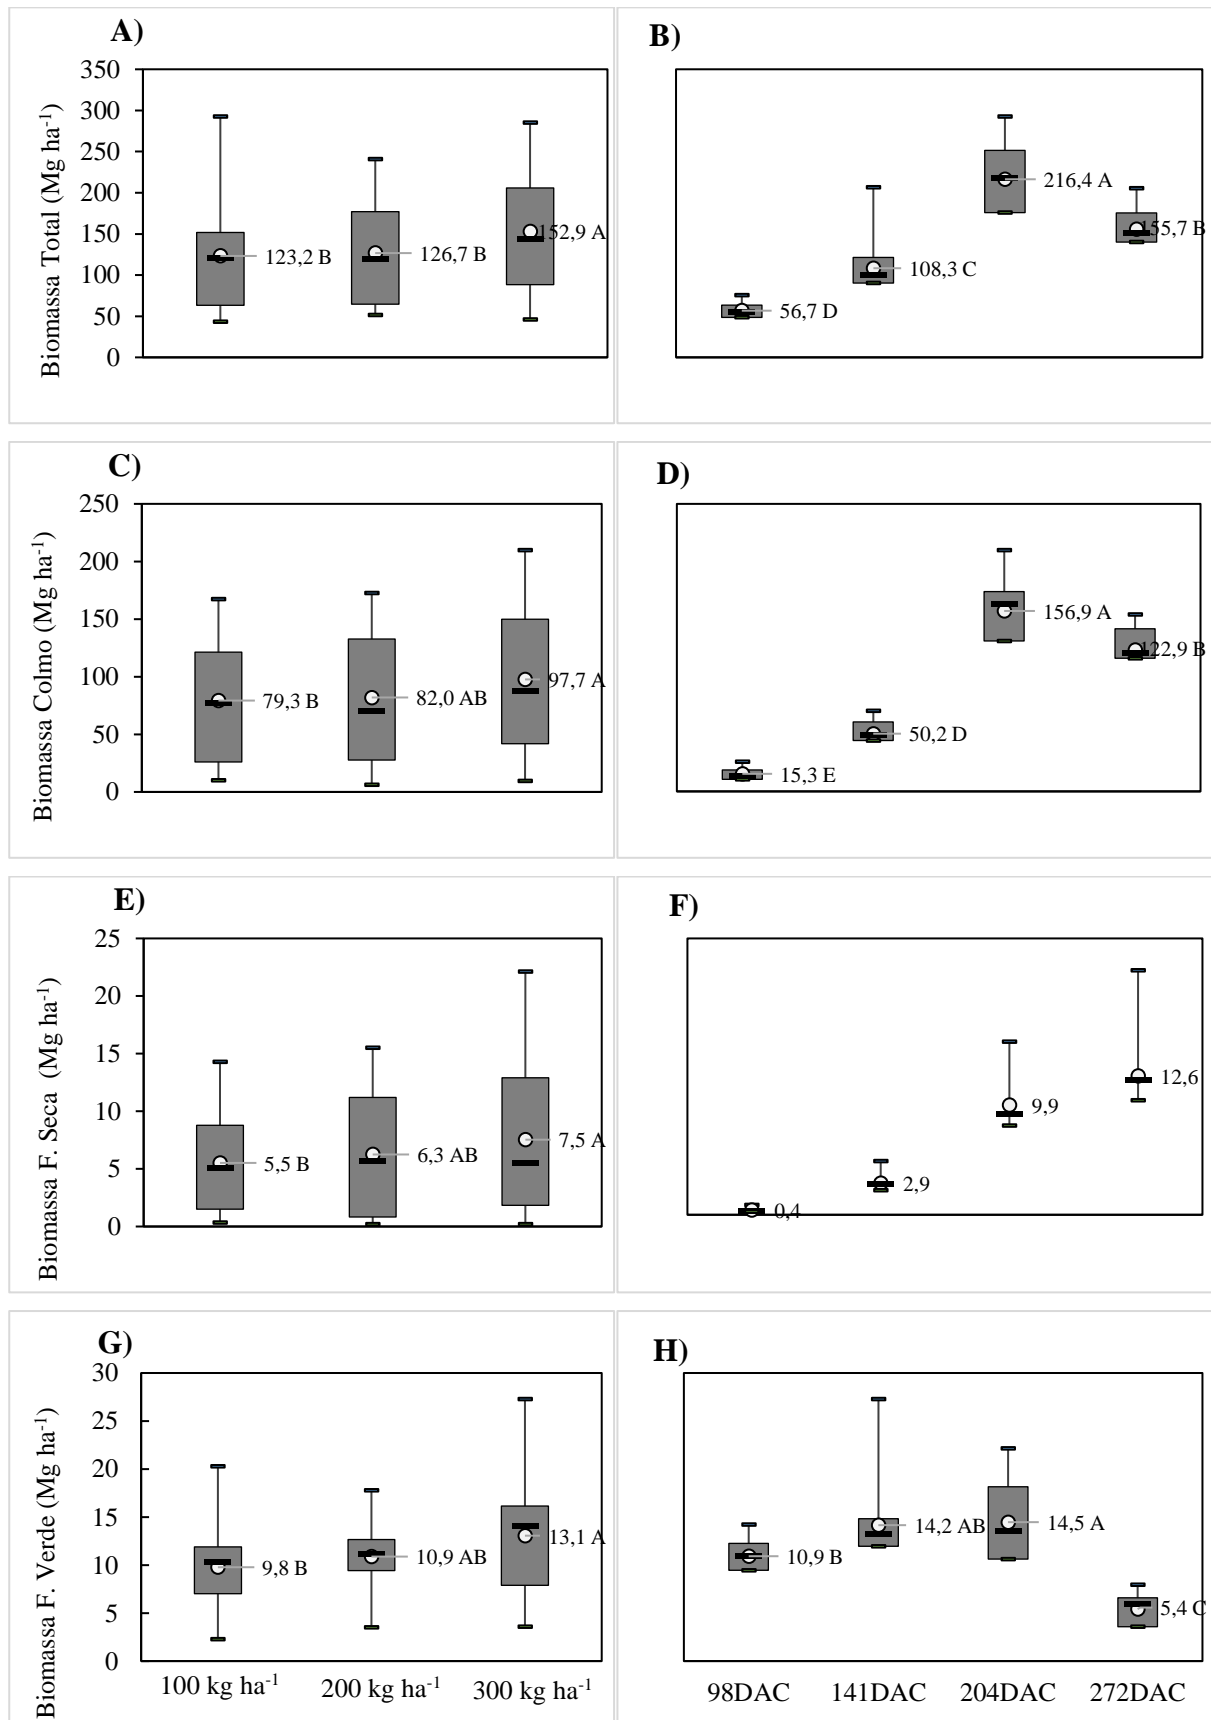 A)
B)
Biomassa Total (Mg ha⁻¹)
350
300
250
200
150
100
50
0
123,2 B
126,7 B
152,9 A
56,7 D
108,3 C
216,4 A
155,7 B
C)
D)
Biomassa Colmo (Mg ha⁻¹)
250
200
150
100
50
0
79,3 B
82,0 AB
97,7 A
15,3 E
50,2 D
156,9 A
122,9 B
E)
F)
Biomassa F. Seca (Mg ha⁻¹)
25
20
15
10
5
0
5,5 B
6,3 AB
7,5 A
0,4
2,9
9,9
12,6
G)
H)
Biomassa F. Verde (Mg ha⁻¹)
30
25
20
15
10
5
0
9,8 B
10,9 AB
13,1 A
10,9 B
14,2 AB
14,5 A
5,4 C
100 kg ha⁻¹
200 kg ha⁻¹
300 kg ha⁻¹
98DAC
141DAC
204DAC
272DAC